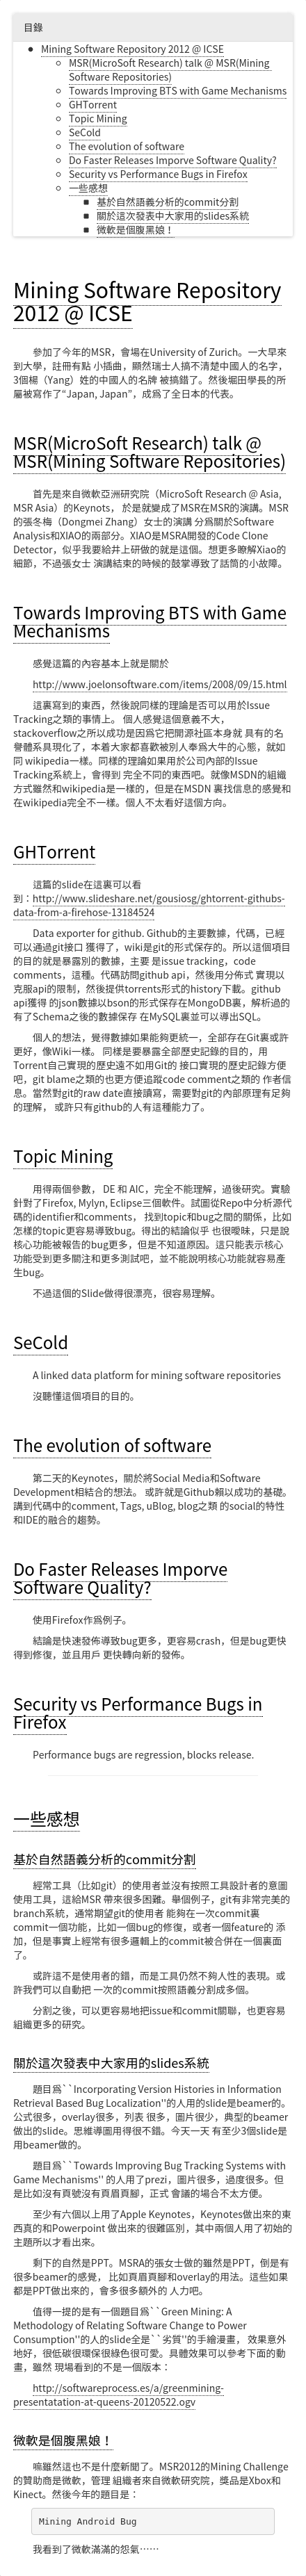 目錄
Mining Software Repository 2012 @ ICSE
MSR(MicroSoft Research) talk @ MSR(Mining
Software Repositories)
Towards Improving BTS with Game Mechanisms
GHTorrent
Topic Mining
SeCold
The evolution of software
Do Faster Releases Imporve Software Quality?
Security vs Performance Bugs in Firefox
一些感想
基於自然語義分析的commit分割
關於這次發表中大家用的slides系統
微軟是個腹黑娘！
Mining Software Repository
2012 @ ICSE
參加了今年的MSR，會場在University of Zurich。一大早來
到大學，註冊有點 小插曲，顯然瑞士人搞不清楚中國人的名字，
3個楊（Yang）姓的中國人的名牌 被搞錯了。然後堀田學長的所
屬被寫作了“Japan, Japan”，成爲了全日本的代表。
MSR(MicroSoft Research) talk @
MSR(Mining Software Repositories)
首先是來自微軟亞洲研究院（MicroSoft Research @ Asia,
MSR Asia）的Keynots， 於是就變成了MSR在MSR的演講。MSR
的張冬梅（Dongmei Zhang）女士的演講 分爲關於Software
Analysis和XIAO的兩部分。XIAO是MSRA開發的Code Clone
Detector，似乎我要給井上研做的就是這個。想更多瞭解Xiao的
細節，不過張女士 演講結束的時候的鼓掌導致了話筒的小故障。
Towards Improving BTS with Game
Mechanisms
感覺這篇的內容基本上就是關於
http://www.joelonsoftware.com/items/2008/09/15.html
這裏寫到的東西，然後說同樣的理論是否可以用於Issue
Tracking之類的事情上。 個人感覺這個意義不大，
stackoverflow之所以成功是因爲它把開源社區本身就 具有的名
譽體系具現化了，本着大家都喜歡被別人奉爲大牛的心態，就如
同 wikipedia一樣。同樣的理論如果用於公司內部的Issue
Tracking系統上，會得到 完全不同的東西吧。就像MSDN的組織
方式雖然和wikipedia是一樣的，但是在MSDN 裏找信息的感覺和
在wikipedia完全不一樣。個人不太看好這個方向。
GHTorrent
這篇的slide在這裏可以看
到：http://www.slideshare.net/gousiosg/ghtorrent-githubs-
data-from-a-firehose-13184524
Data exporter for github. Github的主要數據，代碼，已經
可以通過git接口 獲得了，wiki是git的形式保存的。所以這個項目
的目的就是暴露別的數據，主要 是issue tracking，code
comments，這種。代碼訪問github api，然後用分佈式 實現以
克服api的限制，然後提供torrents形式的history下載。github
api獲得 的json數據以bson的形式保存在MongoDB裏，解析過的
有了Schema之後的數據保存 在MySQL裏並可以導出SQL。
個人的想法，覺得數據如果能夠更統一，全部存在Git裏或許
更好，像Wiki一樣。 同樣是要暴露全部歷史記錄的目的，用
Torrent自己實現的歷史遠不如用Git的 接口實現的歷史記錄方便
吧，git blame之類的也更方便追蹤code comment之類的 作者信
息。當然對git的raw date直接讀寫，需要對git的內部原理有足夠
的理解， 或許只有github的人有這種能力了。
Topic Mining
用得兩個參數， DE 和 AIC，完全不能理解，過後研究。實驗
針對了Firefox, Mylyn, Eclipse三個軟件。試圖從Repo中分析源代
碼的identifier和comments， 找到topic和bug之間的關係，比如
怎樣的topic更容易導致bug。得出的結論似乎 也很曖昧，只是說
核心功能被報告的bug更多，但是不知道原因。這只能表示核心
功能受到更多關注和更多測試吧，並不能說明核心功能就容易產
生bug。
不過這個的Slide做得很漂亮，很容易理解。
SeCold
A linked data platform for mining software repositories
沒聽懂這個項目的目的。
The evolution of software
第二天的Keynotes，關於將Social Media和Software
Development相結合的想法。 或許就是Github賴以成功的基礎。
講到代碼中的comment, Tags, uBlog, blog之類 的social的特性
和IDE的融合的趨勢。
Do Faster Releases Imporve
Software Quality?
使用Firefox作爲例子。
結論是快速發佈導致bug更多，更容易crash，但是bug更快
得到修復，並且用戶 更快轉向新的發佈。
Security vs Performance Bugs in
Firefox
Performance bugs are regression, blocks release.
一些感想
基於自然語義分析的commit分割
經常工具（比如git）的使用者並沒有按照工具設計者的意圖
使用工具，這給MSR 帶來很多困難。舉個例子，git有非常完美的
branch系統，通常期望git的使用者 能夠在一次commit裏
commit一個功能，比如一個bug的修復，或者一個feature的 添
加，但是事實上經常有很多邏輯上的commit被合併在一個裏面
了。
或許這不是使用者的錯，而是工具仍然不夠人性的表現。或
許我們可以自動把 一次的commit按照語義分割成多個。
分割之後，可以更容易地把issue和commit關聯，也更容易
組織更多的研究。
關於這次發表中大家用的slides系統
題目爲``Incorporating Version Histories in Information
Retrieval Based Bug Localization''的人用的slide是beamer的。
公式很多，overlay很多，列表 很多，圖片很少，典型的beamer
做出的slide。思維導圖用得很不錯。今天一天 有至少3個slide是
用beamer做的。
題目爲``Towards Improving Bug Tracking Systems with
Game Mechanisms'' 的人用了prezi，圖片很多，過度很多。但
是比如沒有頁號沒有頁眉頁腳，正式 會議的場合不太方便。
至少有六個以上用了Apple Keynotes，Keynotes做出來的東
西真的和Powerpoint 做出來的很難區別，其中兩個人用了初始的
主題所以才看出來。
剩下的自然是PPT。MSRA的張女士做的雖然是PPT，倒是有
很多beamer的感覺， 比如頁眉頁腳和overlay的用法。這些如果
都是PPT做出來的，會多很多額外的 人力吧。
值得一提的是有一個題目爲``Green Mining: A
Methodology of Relating Software Change to Power
Consumption''的人的slide全是``劣質''的手繪漫畫， 效果意外
地好，很低碳很環保很綠色很可愛。具體效果可以參考下面的動
畫，雖然 現場看到的不是一個版本：
http://softwareprocess.es/a/greenmining-
presentatation-at-queens-20120522.ogv
微軟是個腹黑娘！
嘛雖然這也不是什麼新聞了。MSR2012的Mining Challenge
的贊助商是微軟，管理 組織者來自微軟研究院，獎品是Xbox和
Kinect。然後今年的題目是：
Mining Android Bug
我看到了微軟滿滿的怨氣……